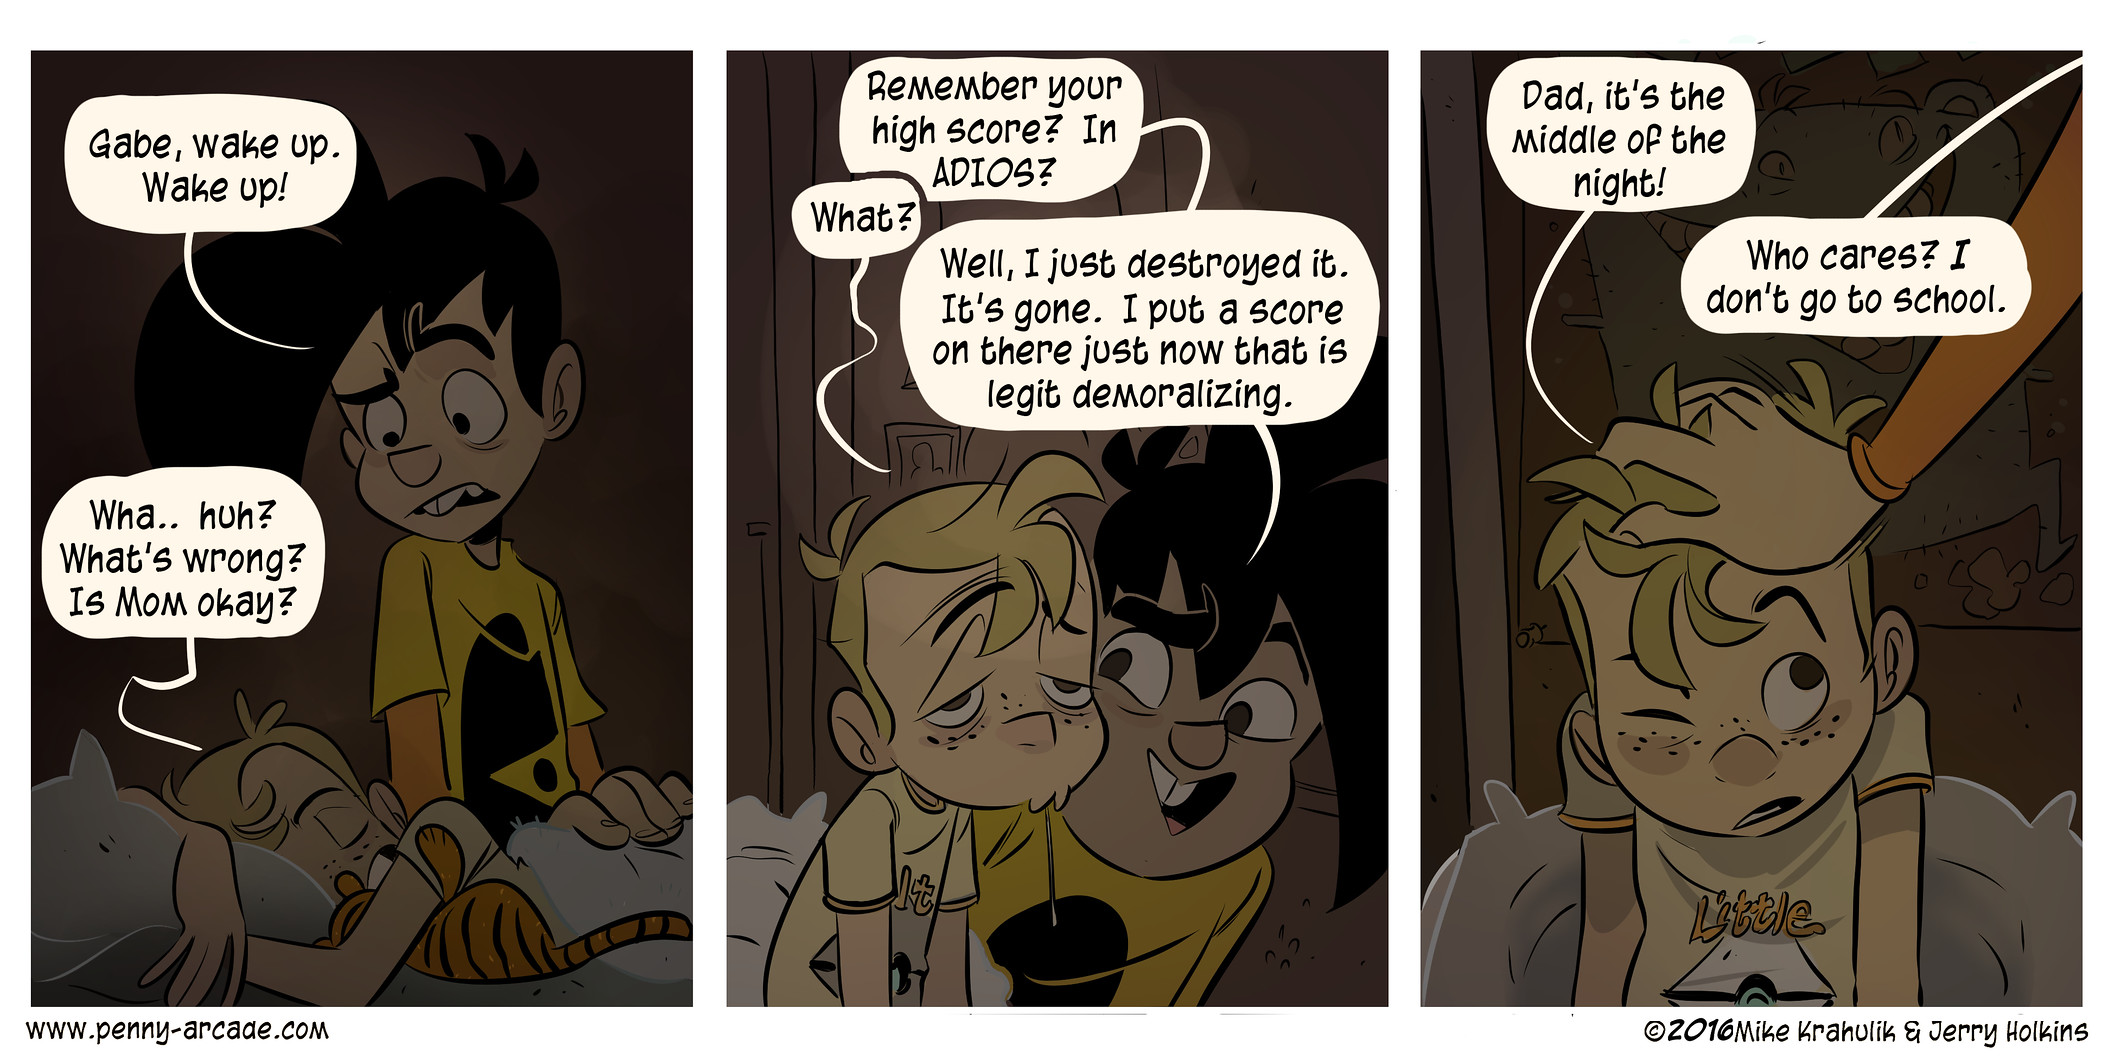 Gabe, wake up.
Wake up!
Wha.. huh?
What's wrong?
Is Mom okay?
Remember your
high score? In
ADIOS?
What?
Well, I just destroyed it.
It's gone. I put a score
on there just now that is
legit demoralizing.
It
Dad, it's the
middle of the
night!
Who cares? I
don't go to school.
Little
www.penny-arcade.com
©2016 Mike Krahulik & Jerry Holkins